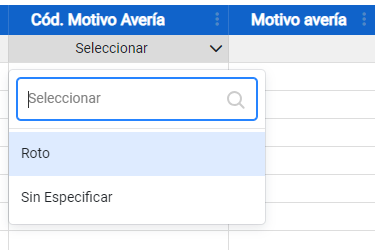 Cód. Motivo Avería Motivo avería
Seleccionar
Seleccionar
Roto
Sin Especificar